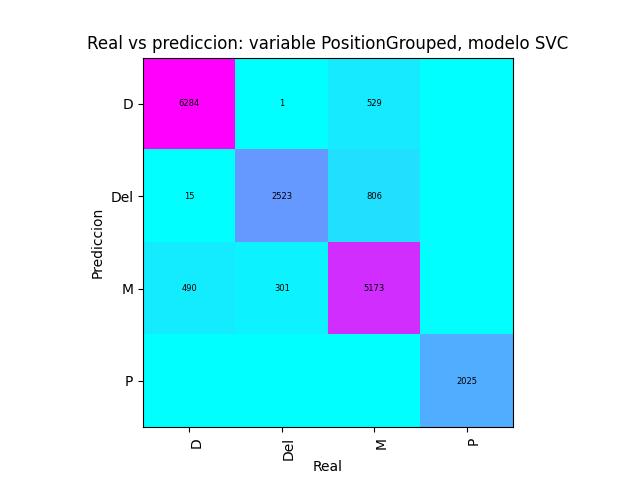 Real vs prediccion: variable PositionGrouped, modelo SVC
D 6284 1 529
Del 15 2523 806
M 490 301 5173
P 2025
D Del M P
Real
Prediccion